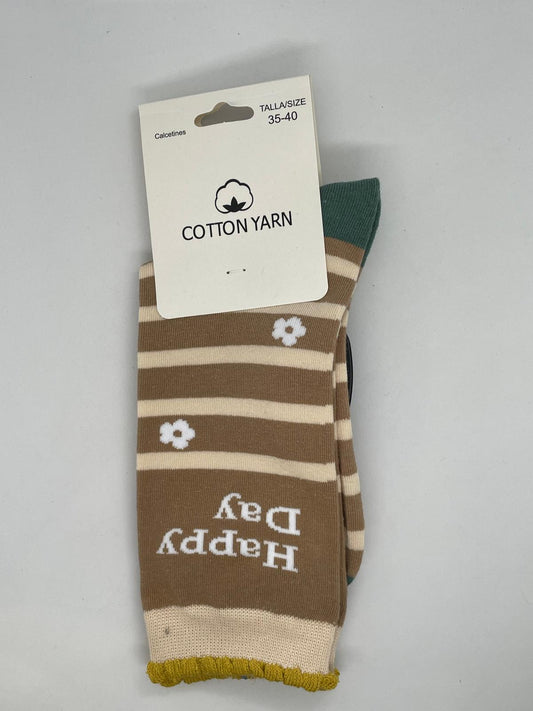 Calcetines
TALLA/SIZE
35-40
COTTON YARN
Happy
Day